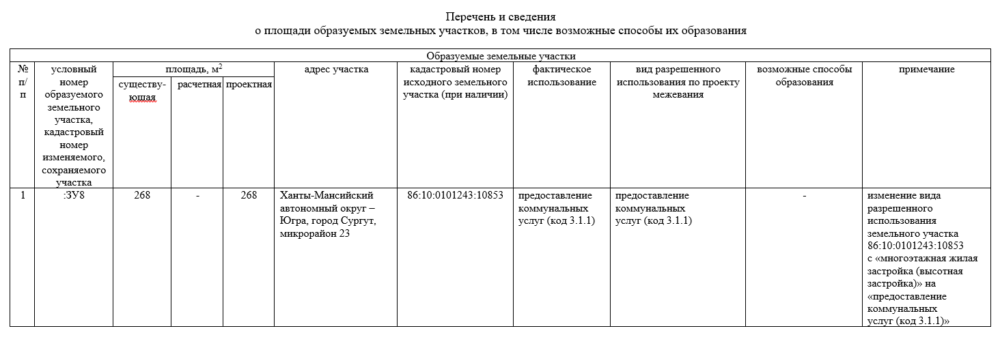 Перечень и сведения
о площади образуемых земельных участков, в том числе возможные способы их образования
Образуемые земельные участки
№
п/
п
условный
номер
образуемого
земельного
участка,
кадастровый
номер
изменяемого,
сохраняемого
участка
площадь, м2
существу-
юшая
расчетная
проектная
адрес участка
кадастровый номер
исходного земельного
участка (при наличии)
фактическое
использование
вид разрешенного
использования по проекту
межевания
возможные способы
образования
примечание
1
:ЗУ8
268
-
268
Ханты-Мансийский
автономный округ –
Югра, город Сургут,
микрорайон 23
86:10:0101243:10853
предоставление
коммунальных
услуг (код 3.1.1)
предоставление
коммунальных
услуг (код 3.1.1)
-
изменение вида
разрешенного
использования
земельного участка
86:10:0101243:10853
с «многоэтажная жилая
застройка (высотная
застройка)» на
«предоставление
коммунальных
услуг (код 3.1.1)»